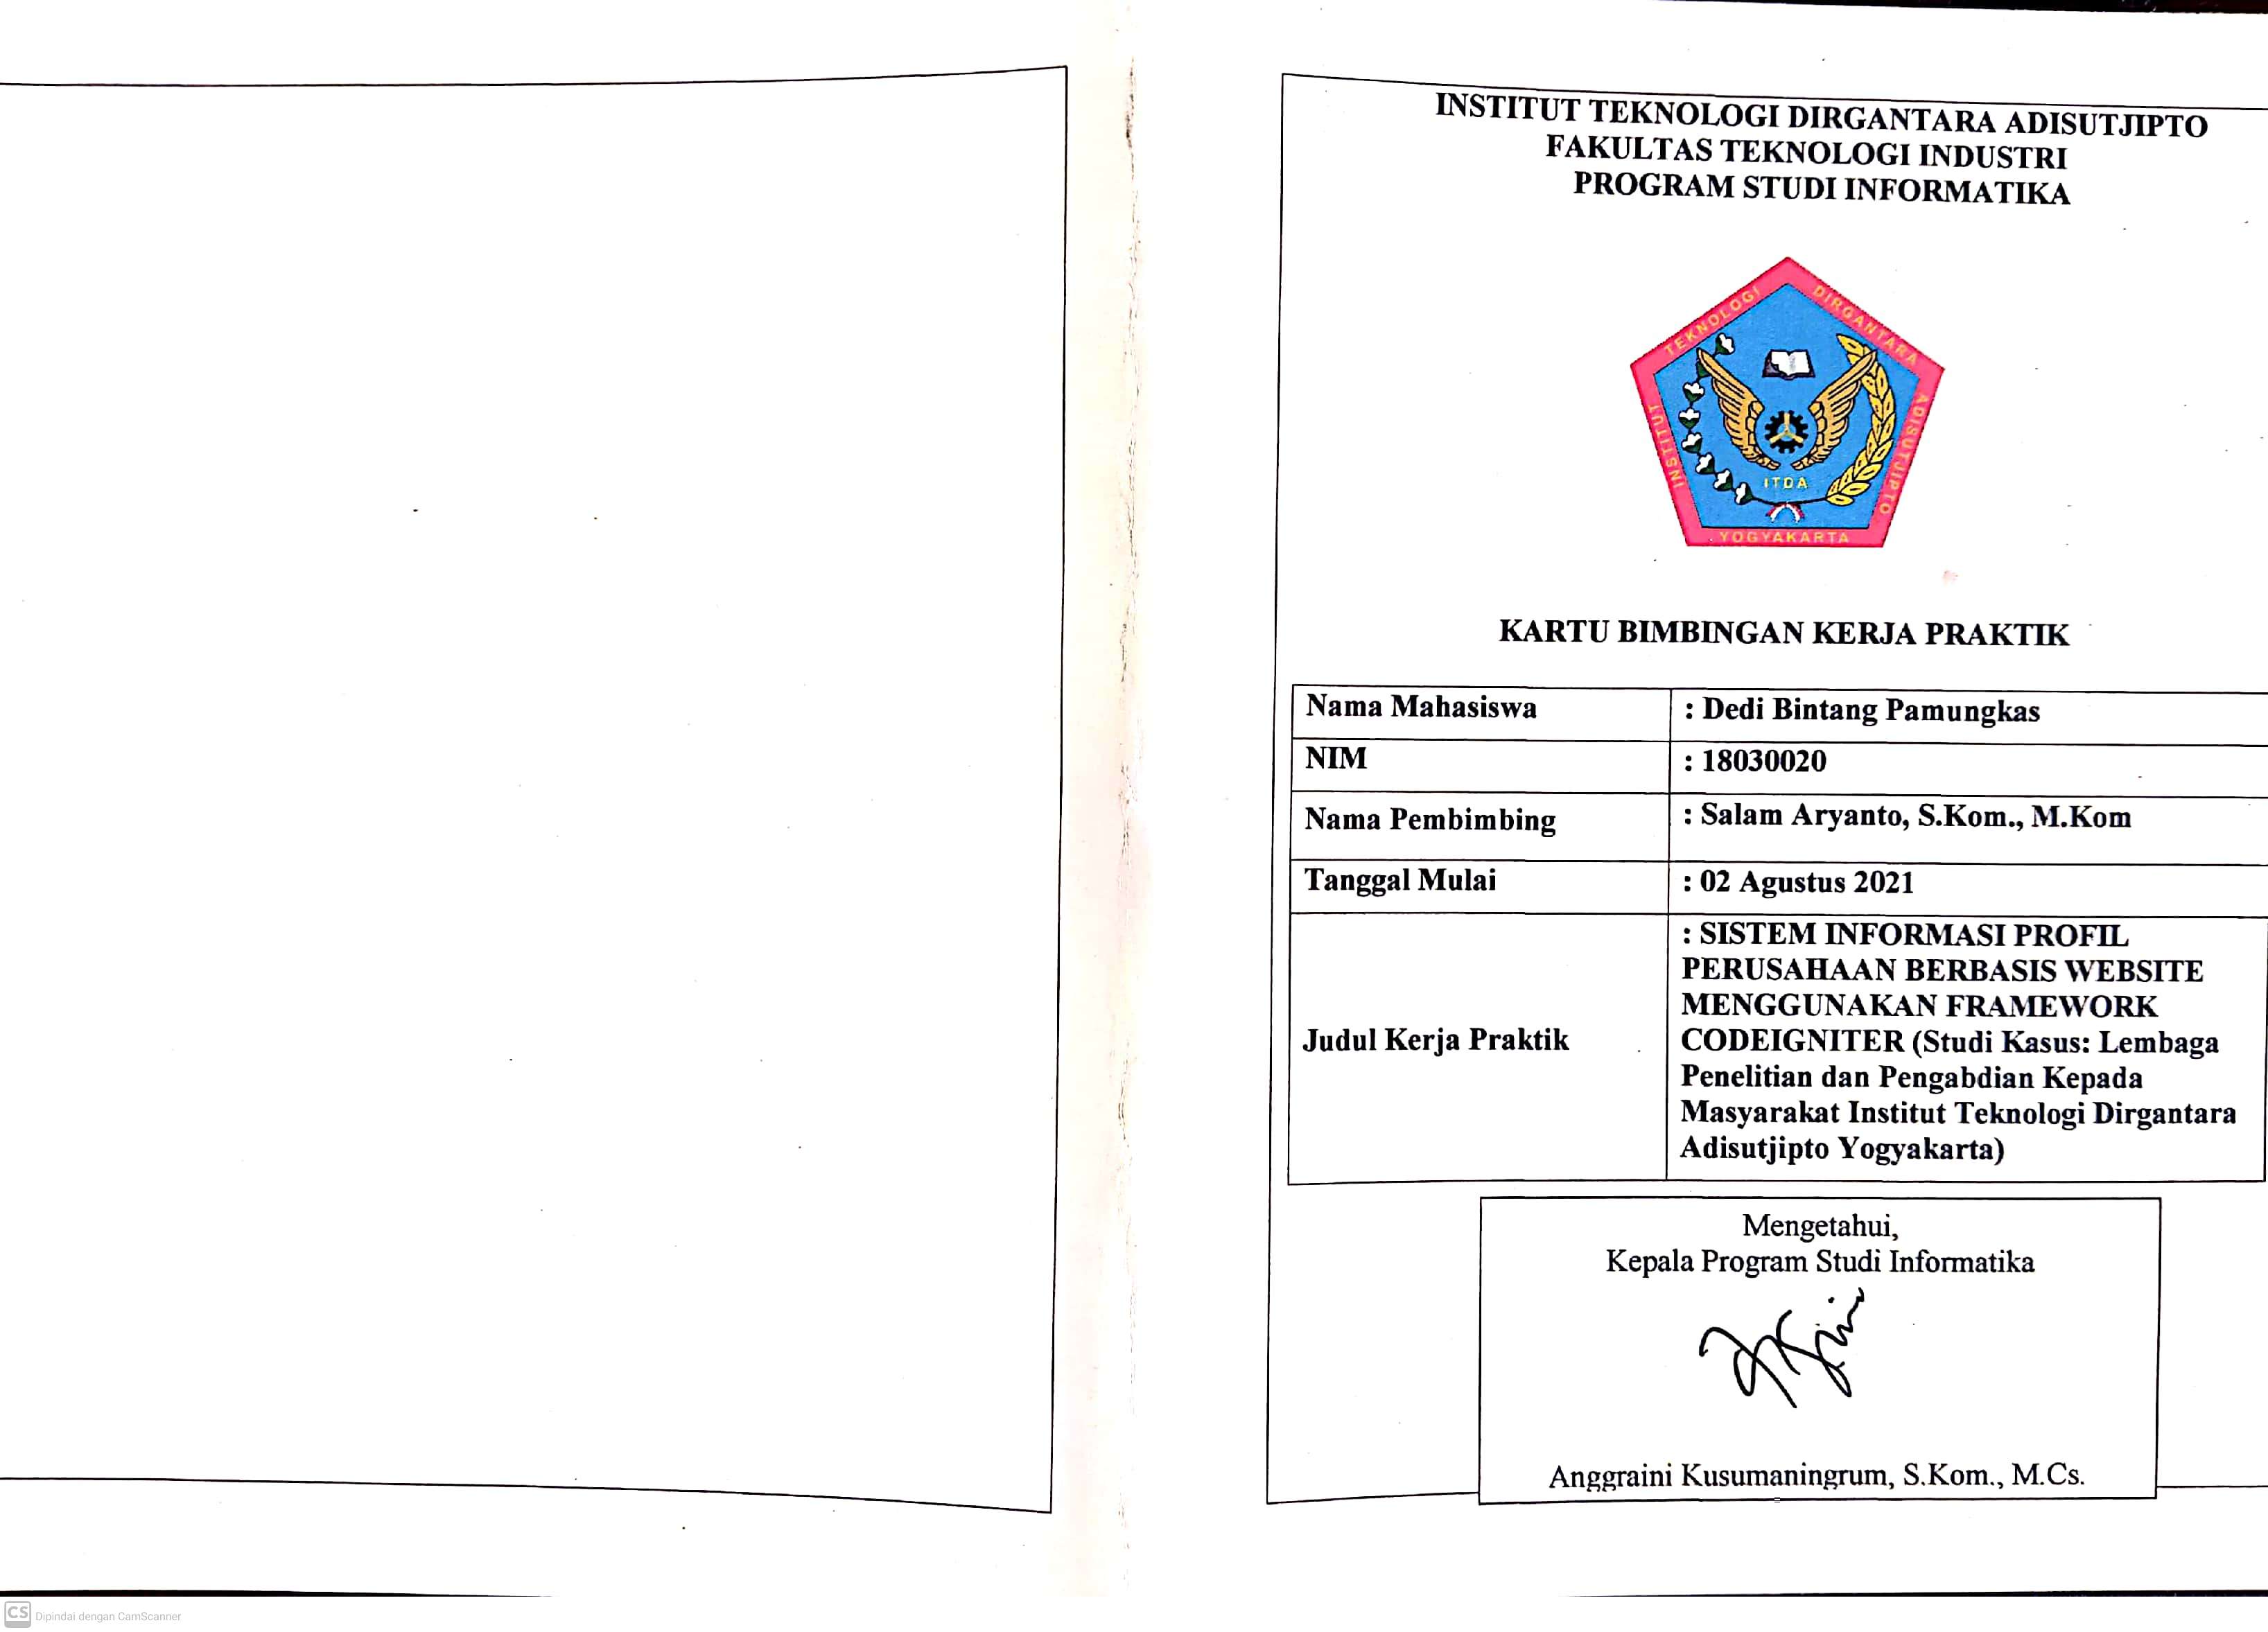 INSTITUT TEKNOLOGI DIRGANTARA ADISUTJIPTO
FAKULTAS TEKNOLOGI INDUSTRI
PROGRAM STUDI INFORMATIKA
INSTITUT TEKNOLOGI DIRGANTARA ADISUTJIPTO
ITDA
YOGYAKARTA
KARTU BIMBINGAN KERJA PRAKTIK
Nama Mahasiswa : Dedi Bintang Pamungkas
NIM : 18030020
Nama Pembimbing : Salam Aryanto, S.Kom., M.Kom
Tanggal Mulai : 02 Agustus 2021
Judul Kerja Praktik : SISTEM INFORMASI PROFIL
PERUSAHAAN BERBASIS WEBSITE
MENGGUNAKAN FRAMEWORK
CODEIGNITER (Studi Kasus: Lembaga
Penelitian dan Pengabdian Kepada
Masyarakat Institut Teknologi Dirgantara
Adisutjipto Yogyakarta)
Mengetahui,
Kepala Program Studi Informatika
Anggraini Kusumaningrum, S.Kom., M.Cs.
CS Dipindai dengan CamScanner